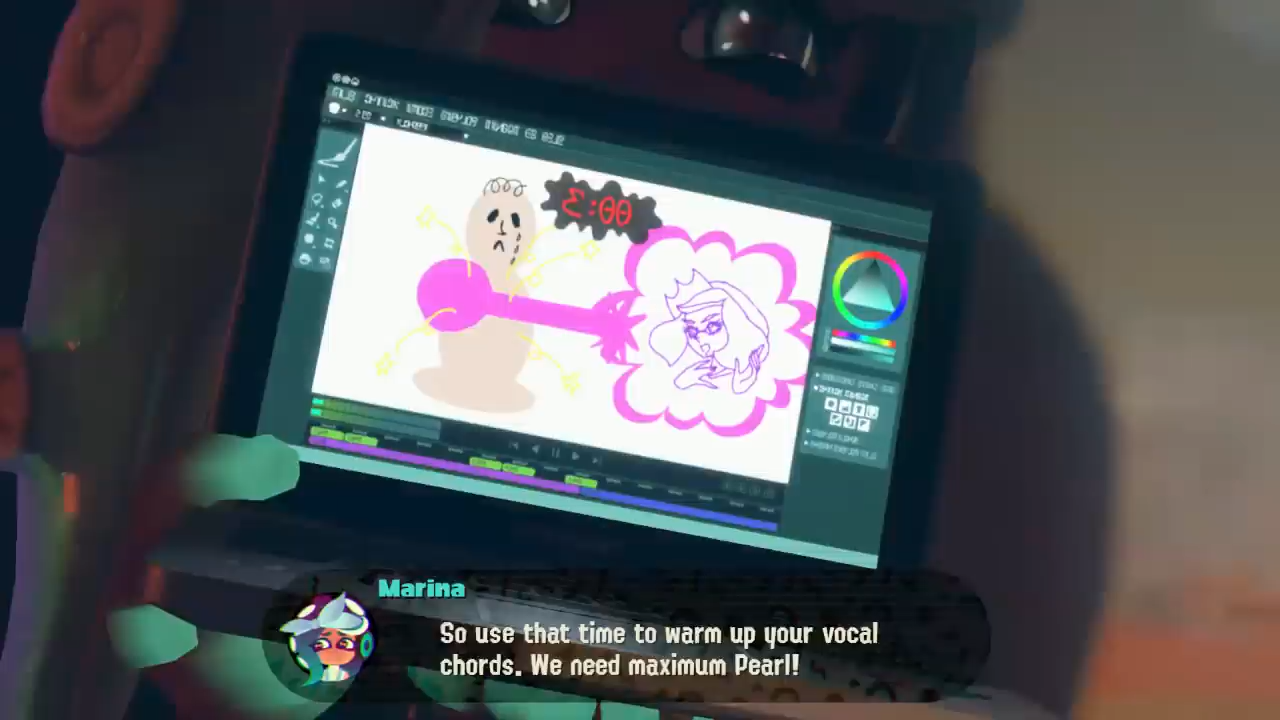 3:00
Marina
So use that time to warm up your vocal
chords. We need maximum Pearl!